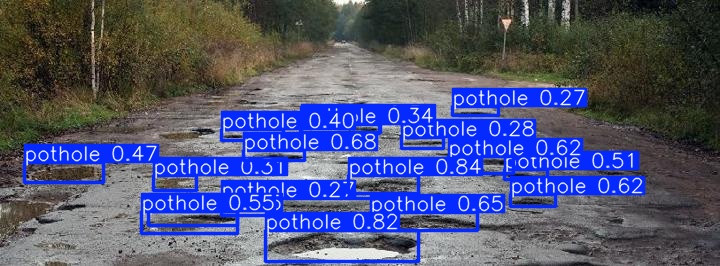 pothole 0.27
pothole 0.34
pothole 0.40
pothole 0.28
pothole 0.68
pothole 0.62
pothole 0.47
pothole 0.51
pothole 0.31
pothole 0.84
pothole 0.62
pothole 0.27
pothole 0.55
pothole 0.65
pothole 0.82